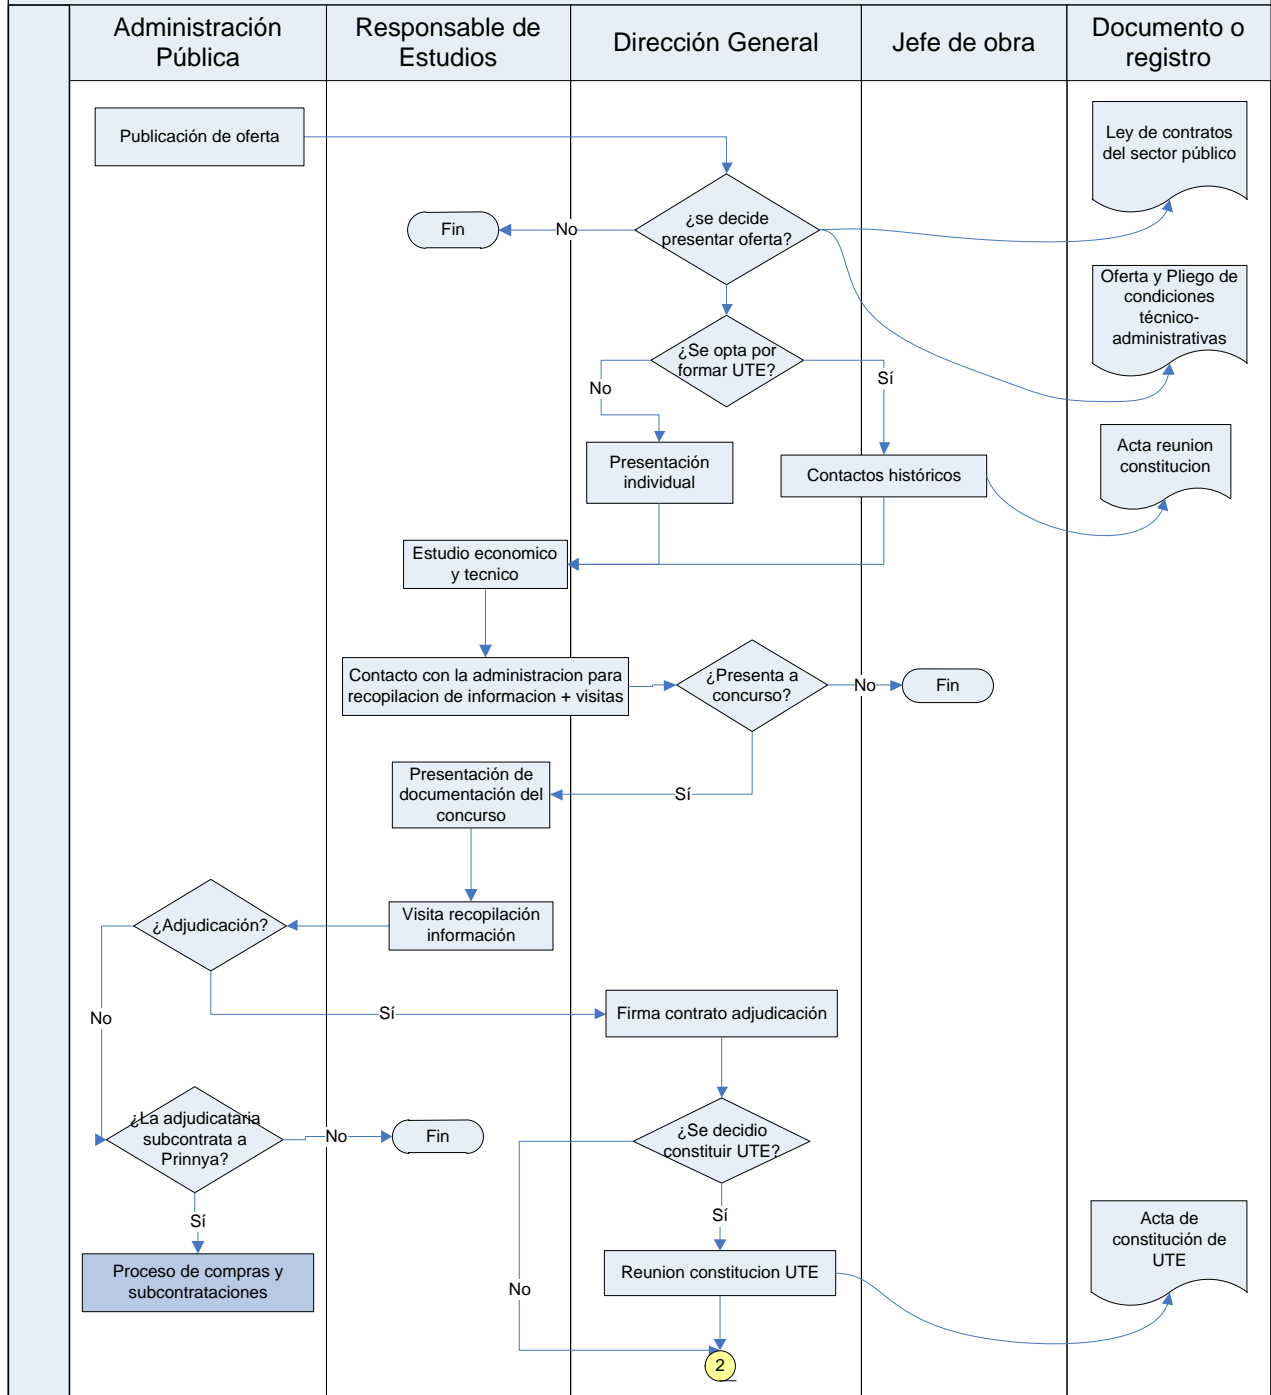 Administración
Pública
Responsable de
Estudios
Dirección General
Jefe de obra
Documento o
registro
Publicación de oferta
Ley de contratos
del sector público
¿se decide
presentar oferta?
No
Fin
Oferta y Pliego de
condiciones
técnico-
administrativas
¿Se opta por
formar UTE?
No
Sí
Presentación
individual
Contactos históricos
Acta reunion
constitucion
Estudio economico
y tecnico
Contacto con la administracion para
recopilacion de informacion + visitas
¿Presenta a
concurso?
No
Fin
Presentación de
documentación del
concurso
Sí
¿Adjudicación?
Visita recopilación
información
No
Sí
Firma contrato adjudicación
¿La adjudicataria
subcontrata a
Prinnya?
No
Fin
¿Se decidio
constituir UTE?
Sí
Sí
Acta de
constitución de
UTE
Proceso de compras y
subcontrataciones
Reunion constitucion UTE
No
2